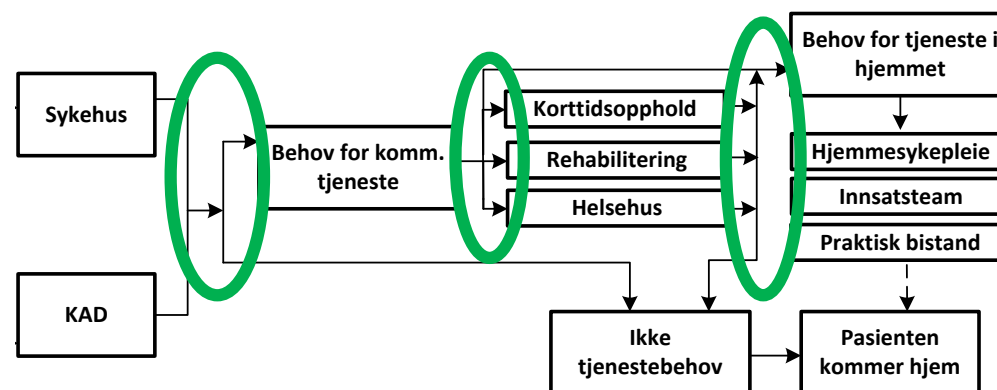 Sykehus
KAD
Behov for komm.
tjeneste
Korttidsopphold
Rehabilitering
Helsehus
Behov for tjeneste i
hjemmet
Hjemmesykepleie
Innsatsteam
Praktisk bistand
Ikke
tjenestebehov
Pasienten
kommer hjem